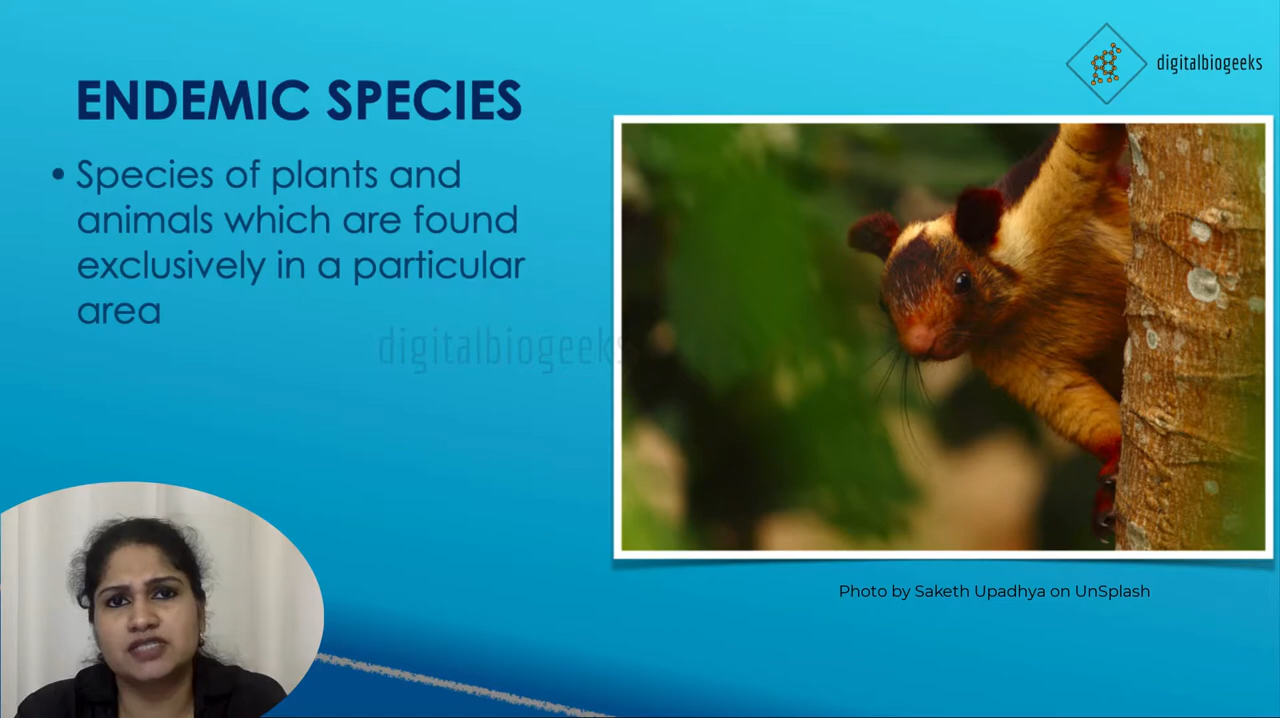 digitalbiogeeks
ENDEMIC SPECIES
• Species of plants and
animals which are found
exclusively in a particular
area
digitalbiogeeks
Photo by Saketh Upadhya on UnSplash